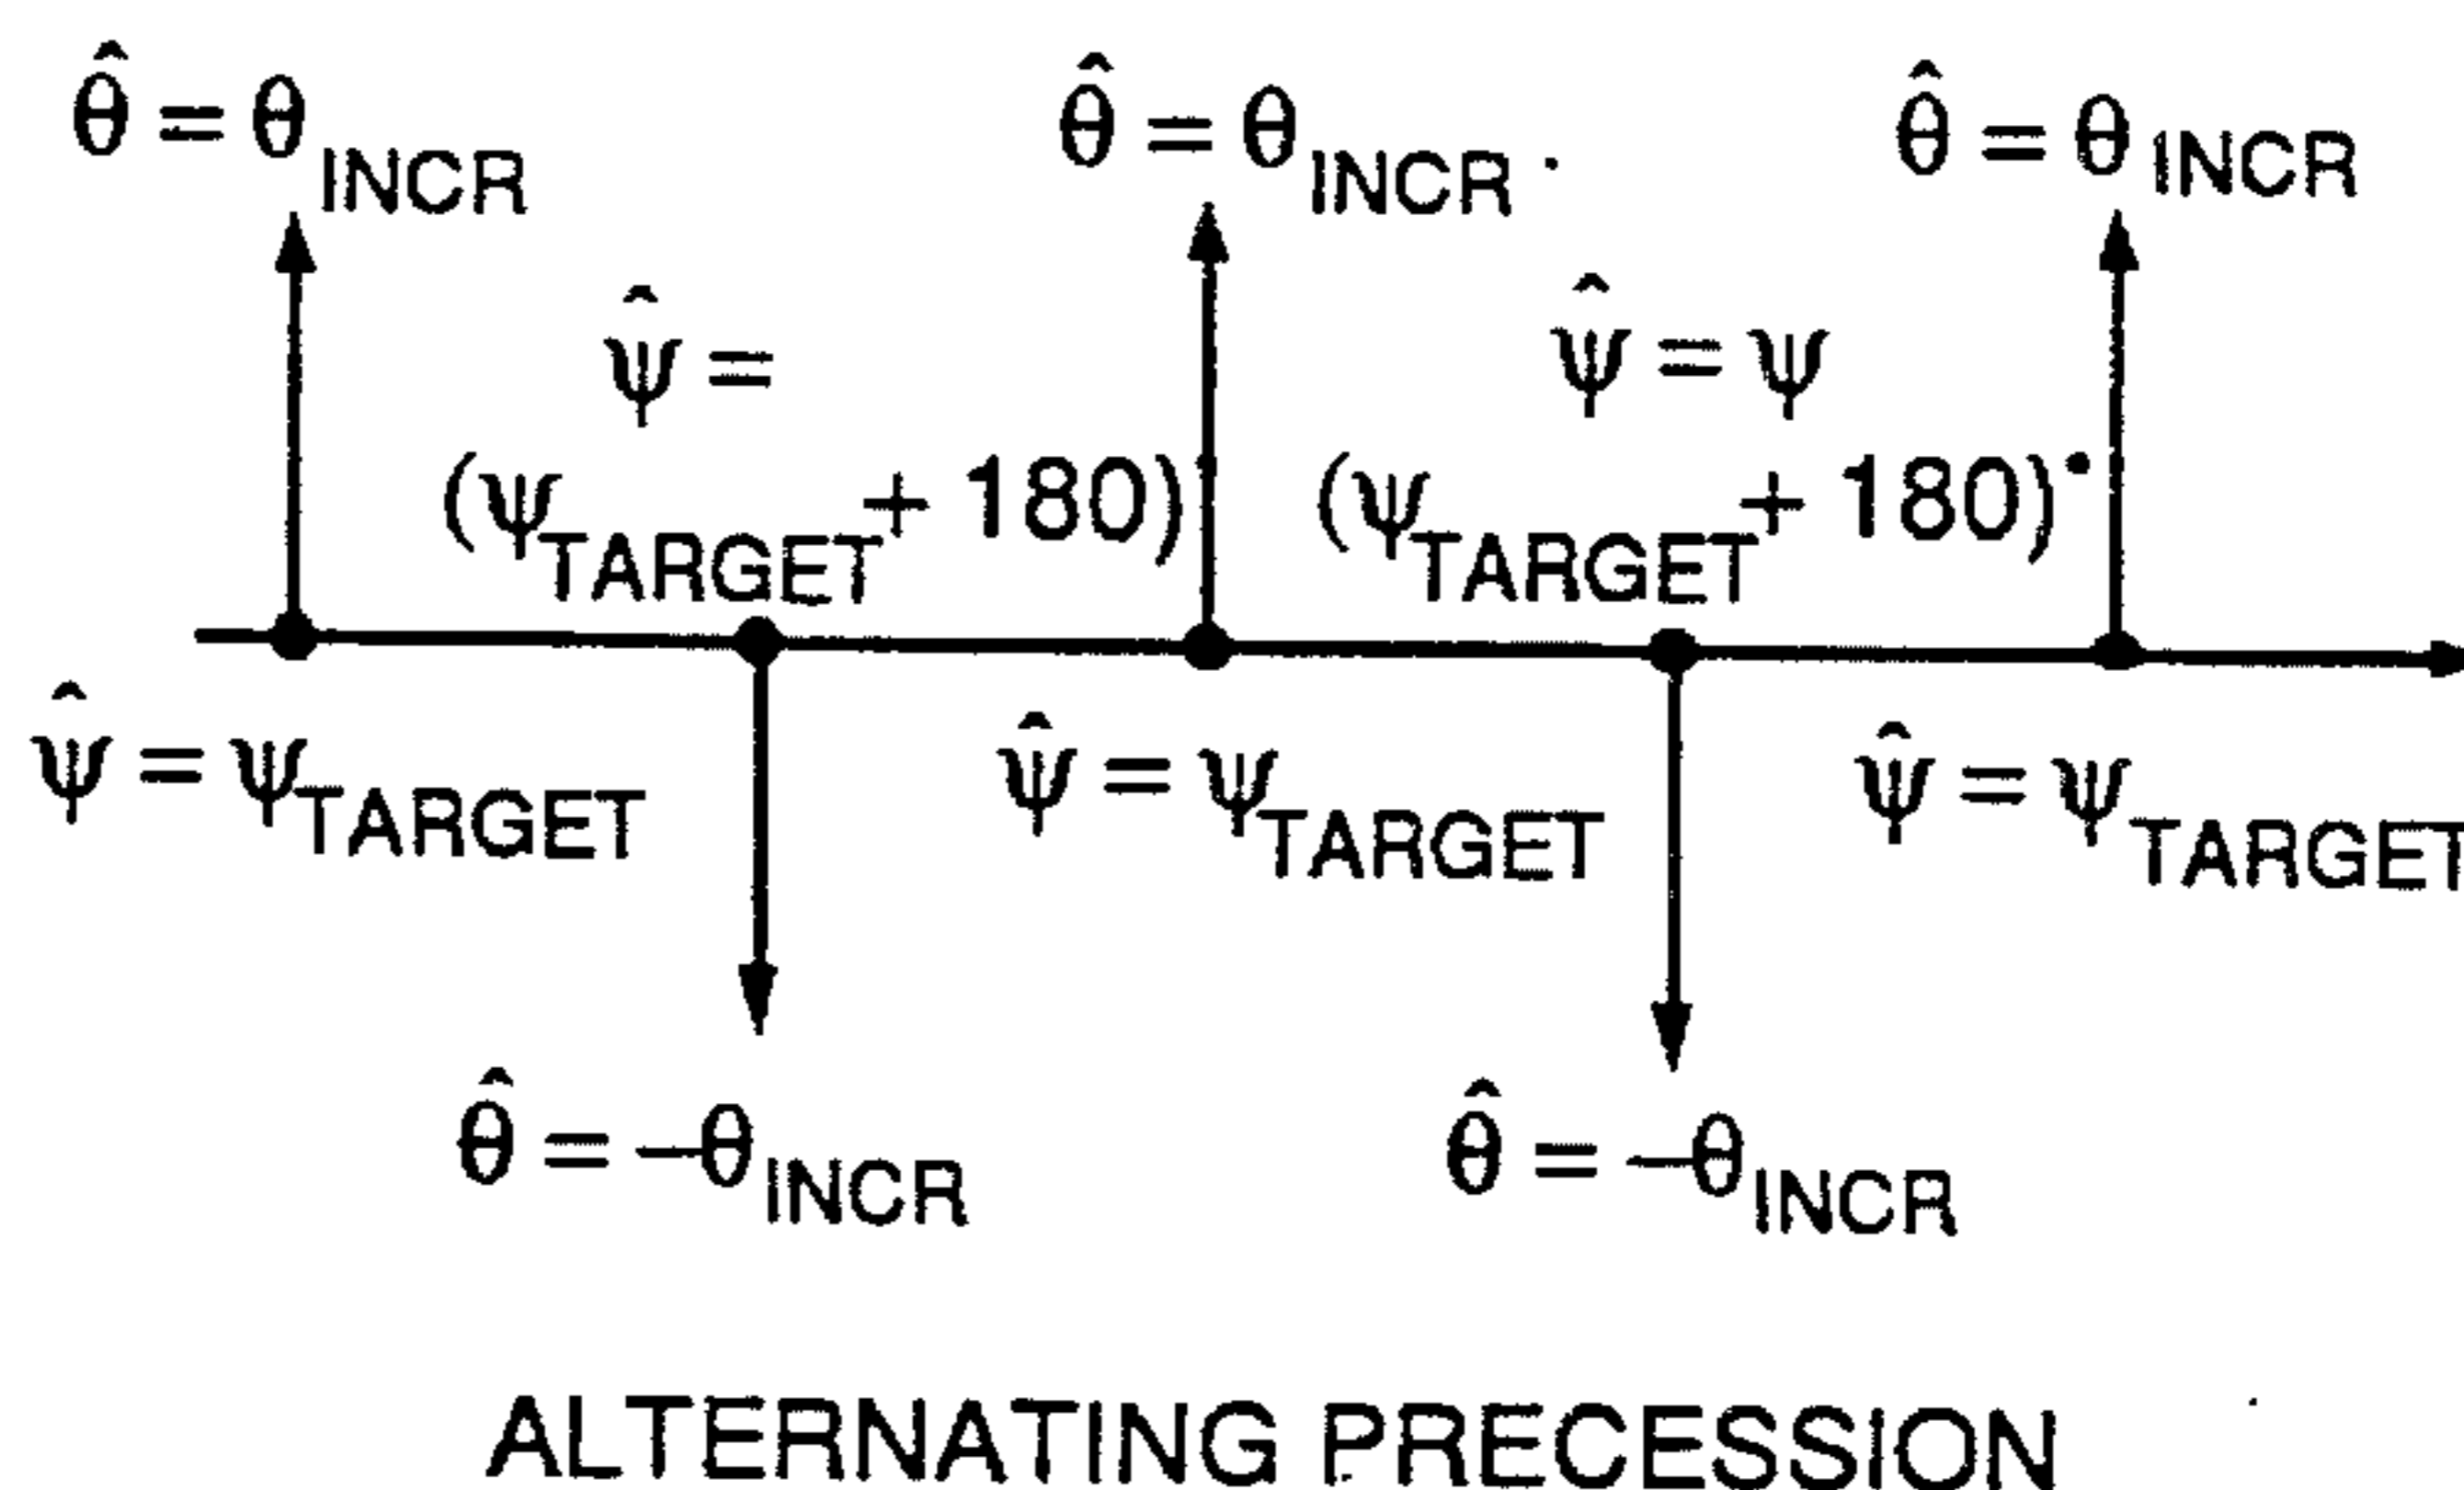 θ̂ = θINCR
θ̂ = θINCR
θ̂ = θINCR
ψ̂ =
(ψTARGET + 180)
ψ̂ = ψ
(ψTARGET + 180)°
ψ̂ = ψTARGET
ψ̂ = ψTARGET
ψ̂ = ψTARGET
θ̂ = –θINCR
θ̂ = –θINCR
ALTERNATING PRECESSION